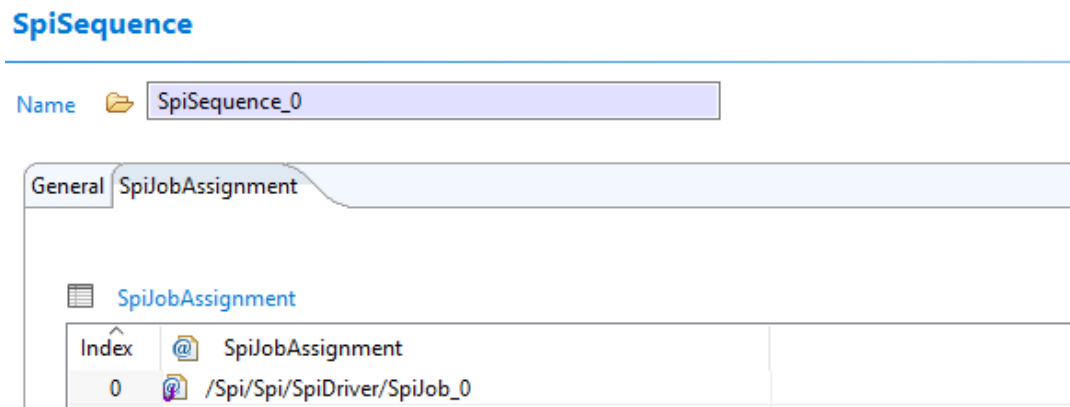 SpiSequence
Name SpiSequence_0
General SpiJobAssignment
SpiJobAssignment
Index SpiJobAssignment
0 /Spi/Spi/SpiDriver/SpiJob_0